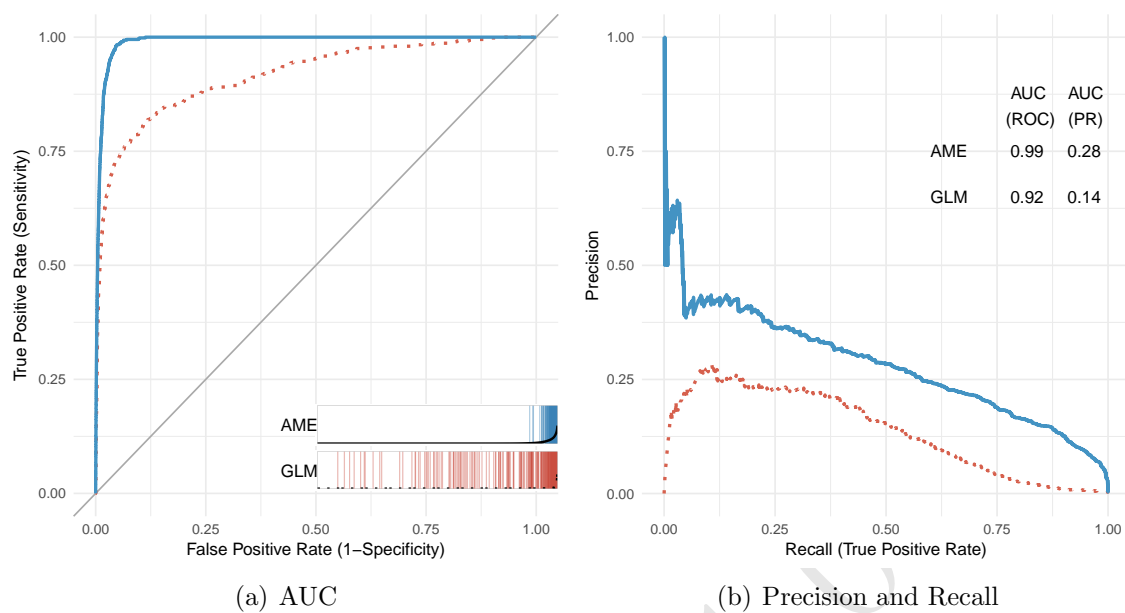 1.00
0.75
0.50
0.25
0.00
True Positive Rate (Sensitivity)
AME
GLM
0.00 0.25 0.50 0.75 1.00
False Positive Rate (1−Specificity)
(a) AUC
1.00
0.75
0.50
0.25
0.00
Precision
AUC AUC
(ROC) (PR)
AME 0.99 0.28
GLM 0.92 0.14
0.00 0.25 0.50 0.75 1.00
Recall (True Positive Rate)
(b) Precision and Recall